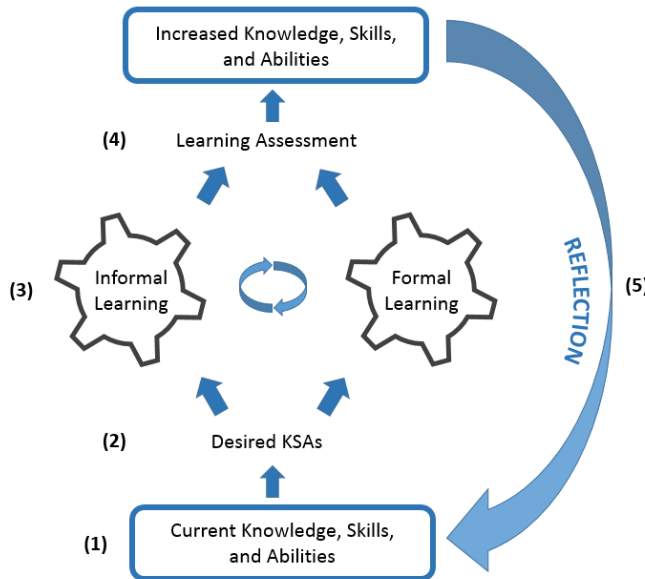 Increased Knowledge, Skills,
and Abilities
(4) Learning Assessment
(3)
Informal
Learning
Formal
Learning
REFLECTION
(5)
(2) Desired KSAs
(1)
Current Knowledge, Skills,
and Abilities